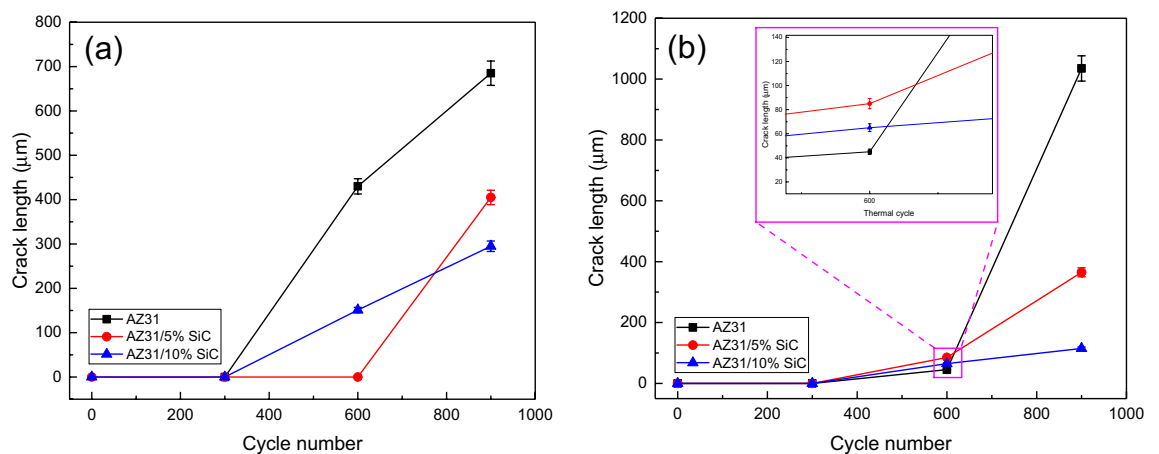 (a)
800
700
600
500
400
300
200
100
0
Crack length (μm)
AZ31
AZ31/5% SiC
AZ31/10% SiC
0 200 400 600 800 1000
Cycle number
(b)
1200
1000
800
600
400
200
0
Crack length (μm)
140
120
100
80
60
40
20
Crack length (μm)
600
Thermal cycle
AZ31
AZ31/5% SiC
AZ31/10% SiC
0 200 400 600 800 1000
Cycle number